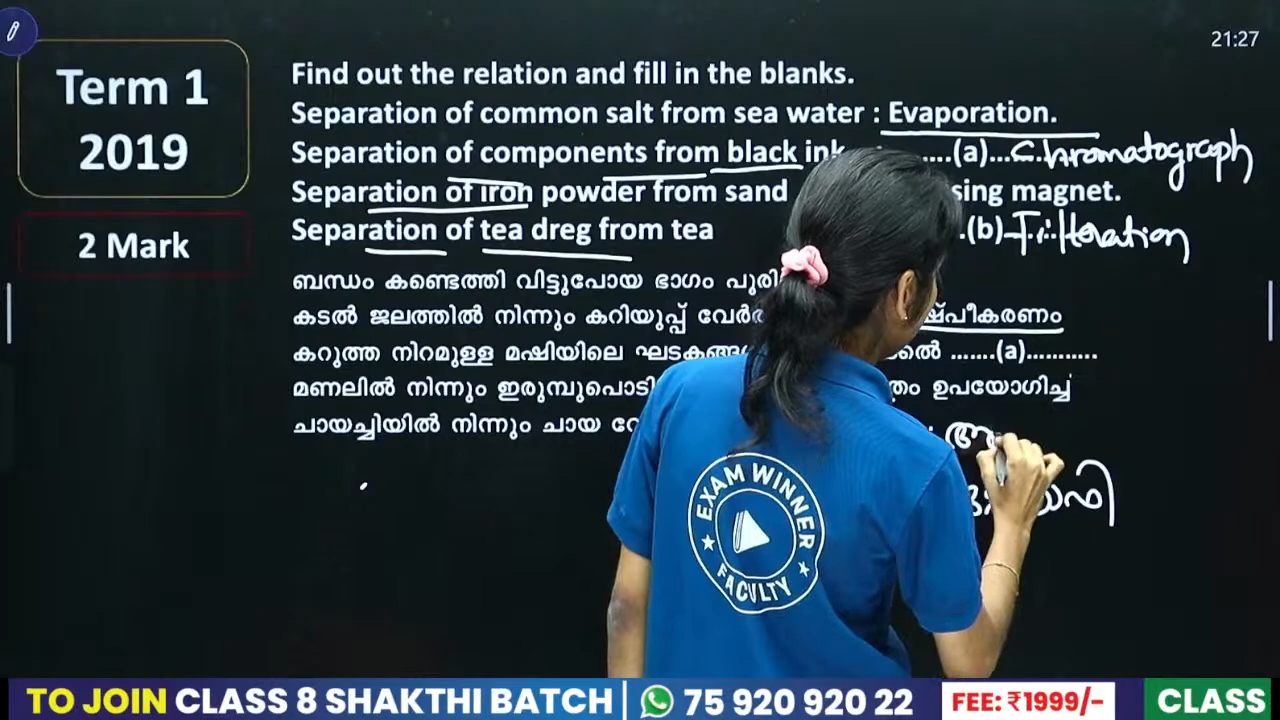 21:27
Term 1
2019
2 Mark
Find out the relation and fill in the blanks.
Separation of common salt from sea water : Evaporation.
Separation of components from black ink ....(a)... Chromatograph
Separation of iron powder from sand sing magnet.
Separation of tea dreg from tea .(b) Filteration
ബന്ധം കണ്ടെത്തി വിട്ടുപോയ ഭാഗം പൂരി
കടൽ ജലത്തിൽ നിന്നും കറിയുപ്പ് വേർ ഷ്പീകരണം
കറുത്ത നിറമുള്ള മഷിയിലെ ഘടകങ്ങ ക്കൽ .......(a)...........
മണലിൽ നിന്നും ഇരുമ്പുപൊടി ന്തം ഉപയോഗിച്ച്
ചായച്ചിയിൽ നിന്നും ചായ വേ
EXAM WINNER
FACULTY
TO JOIN CLASS 8 SHAKTHI BATCH 75 920 920 22 FEE: ₹1999/- CLASS